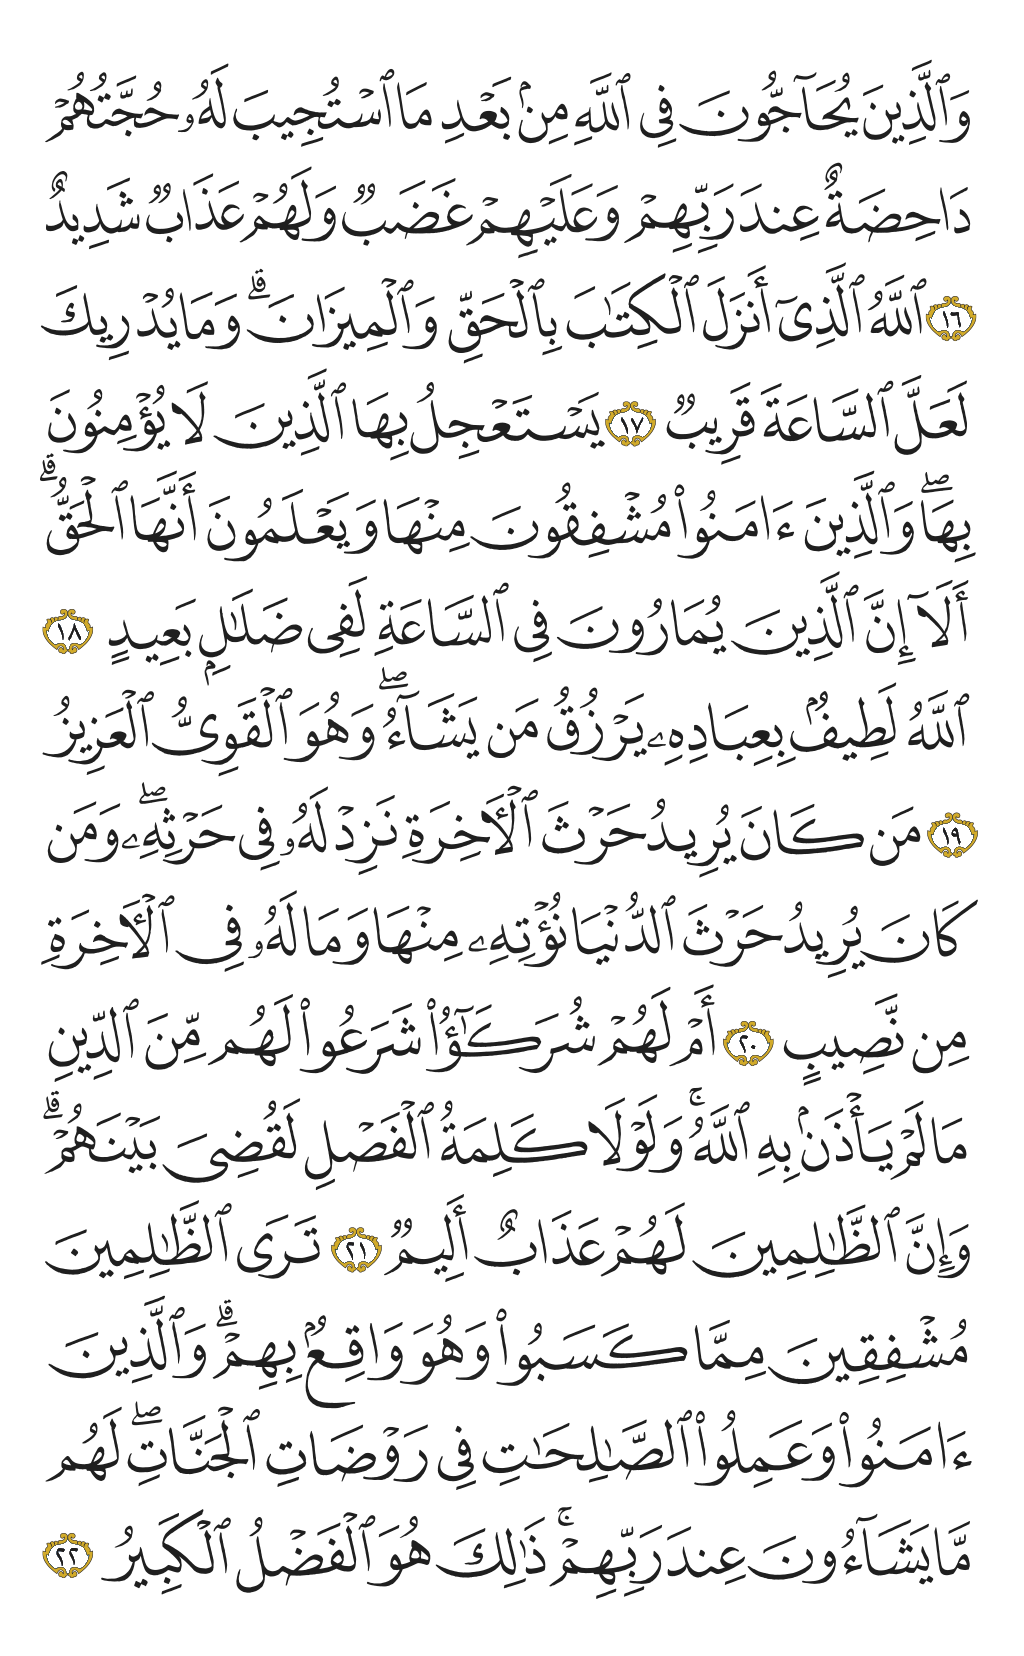 وَٱلَّذِينَ يُحَآجُّونَ فِى ٱللَّهِ مِنۢ بَعْدِ مَا ٱسْتُجِيبَ لَهُۥ حُجَّتُهُمْ
دَاحِضَةٌ عِندَ رَبِّهِمْ وَعَلَيْهِمْ غَضَبٌ وَلَهُمْ عَذَابٌ شَدِيدٌ
١٦ ٱللَّهُ ٱلَّذِىٓ أَنزَلَ ٱلْكِتَٰبَ بِٱلْحَقِّ وَٱلْمِيزَانَ ۗ وَمَا يُدْرِيكَ
لَعَلَّ ٱلسَّاعَةَ قَرِيبٌ ١٧ يَسْتَعْجِلُ بِهَا ٱلَّذِينَ لَا يُؤْمِنُونَ
بِهَا ۖ وَٱلَّذِينَ ءَامَنُوا۟ مُشْفِقُونَ مِنْهَا وَيَعْلَمُونَ أَنَّهَا ٱلْحَقُّ ۗ
أَلَآ إِنَّ ٱلَّذِينَ يُمَارُونَ فِى ٱلسَّاعَةِ لَفِى ضَلَٰلٍۭ بَعِيدٍ ١٨
ٱللَّهُ لَطِيفٌۢ بِعِبَادِهِۦ يَرْزُقُ مَن يَشَآءُ ۖ وَهُوَ ٱلْقَوِىُّ ٱلْعَزِيزُ
١٩ مَن كَانَ يُرِيدُ حَرْثَ ٱلْـَٔاخِرَةِ نَزِدْ لَهُۥ فِى حَرْثِهِۦ ۖ وَمَن
كَانَ يُرِيدُ حَرْثَ ٱلدُّنْيَا نُؤْتِهِۦ مِنْهَا وَمَا لَهُۥ فِى ٱلْـَٔاخِرَةِ
مِن نَّصِيبٍ ٢٠ أَمْ لَهُمْ شُرَكَٰٓؤُا۟ شَرَعُوا۟ لَهُم مِّنَ ٱلدِّينِ
مَا لَمْ يَأْذَنۢ بِهِ ٱللَّهُ ۚ وَلَوْلَا كَلِمَةُ ٱلْفَصْلِ لَقُضِىَ بَيْنَهُمْ ۗ
وَإِنَّ ٱلظَّٰلِمِينَ لَهُمْ عَذَابٌ أَلِيمٌ ٢١ تَرَى ٱلظَّٰلِمِينَ
مُشْفِقِينَ مِمَّا كَسَبُوا۟ وَهُوَ وَاقِعٌۢ بِهِمْ ۗ وَٱلَّذِينَ
ءَامَنُوا۟ وَعَمِلُوا۟ ٱلصَّٰلِحَٰتِ فِى رَوْضَاتِ ٱلْجَنَّاتِ ۖ لَهُم
مَّا يَشَآءُونَ عِندَ رَبِّهِمْ ۚ ذَٰلِكَ هُوَ ٱلْفَضْلُ ٱلْكَبِيرُ ٢٢